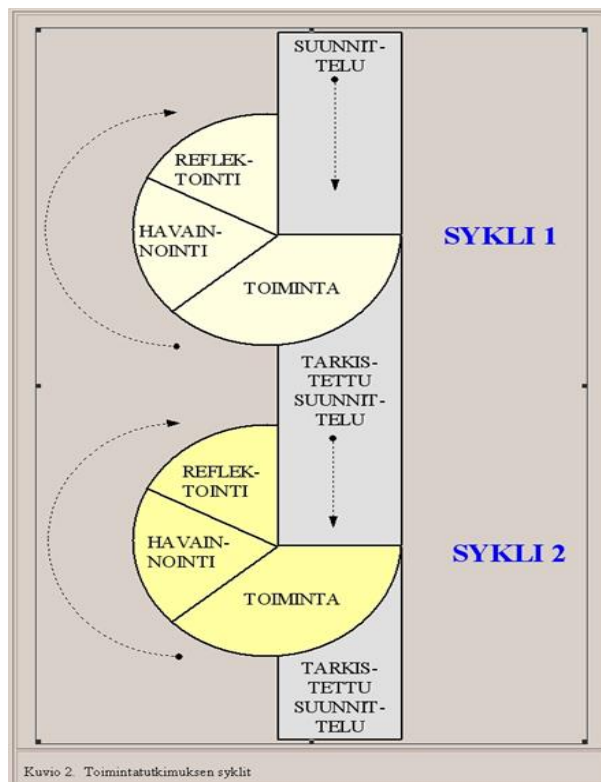 SUUNNIT-
TELU
REFLEK-
TOINTI
HAVAIN-
NOINTI
TOIMINTA
SYKLI 1
TARKIS-
TETTU
SUUNNIT-
TELU
REFLEK-
TOINTI
HAVAIN-
NOINTI
TOIMINTA
SYKLI 2
TARKIS-
TETTU
SUUNNIT-
TELU
Kuvio 2. Toimintatutkimuksen syklit